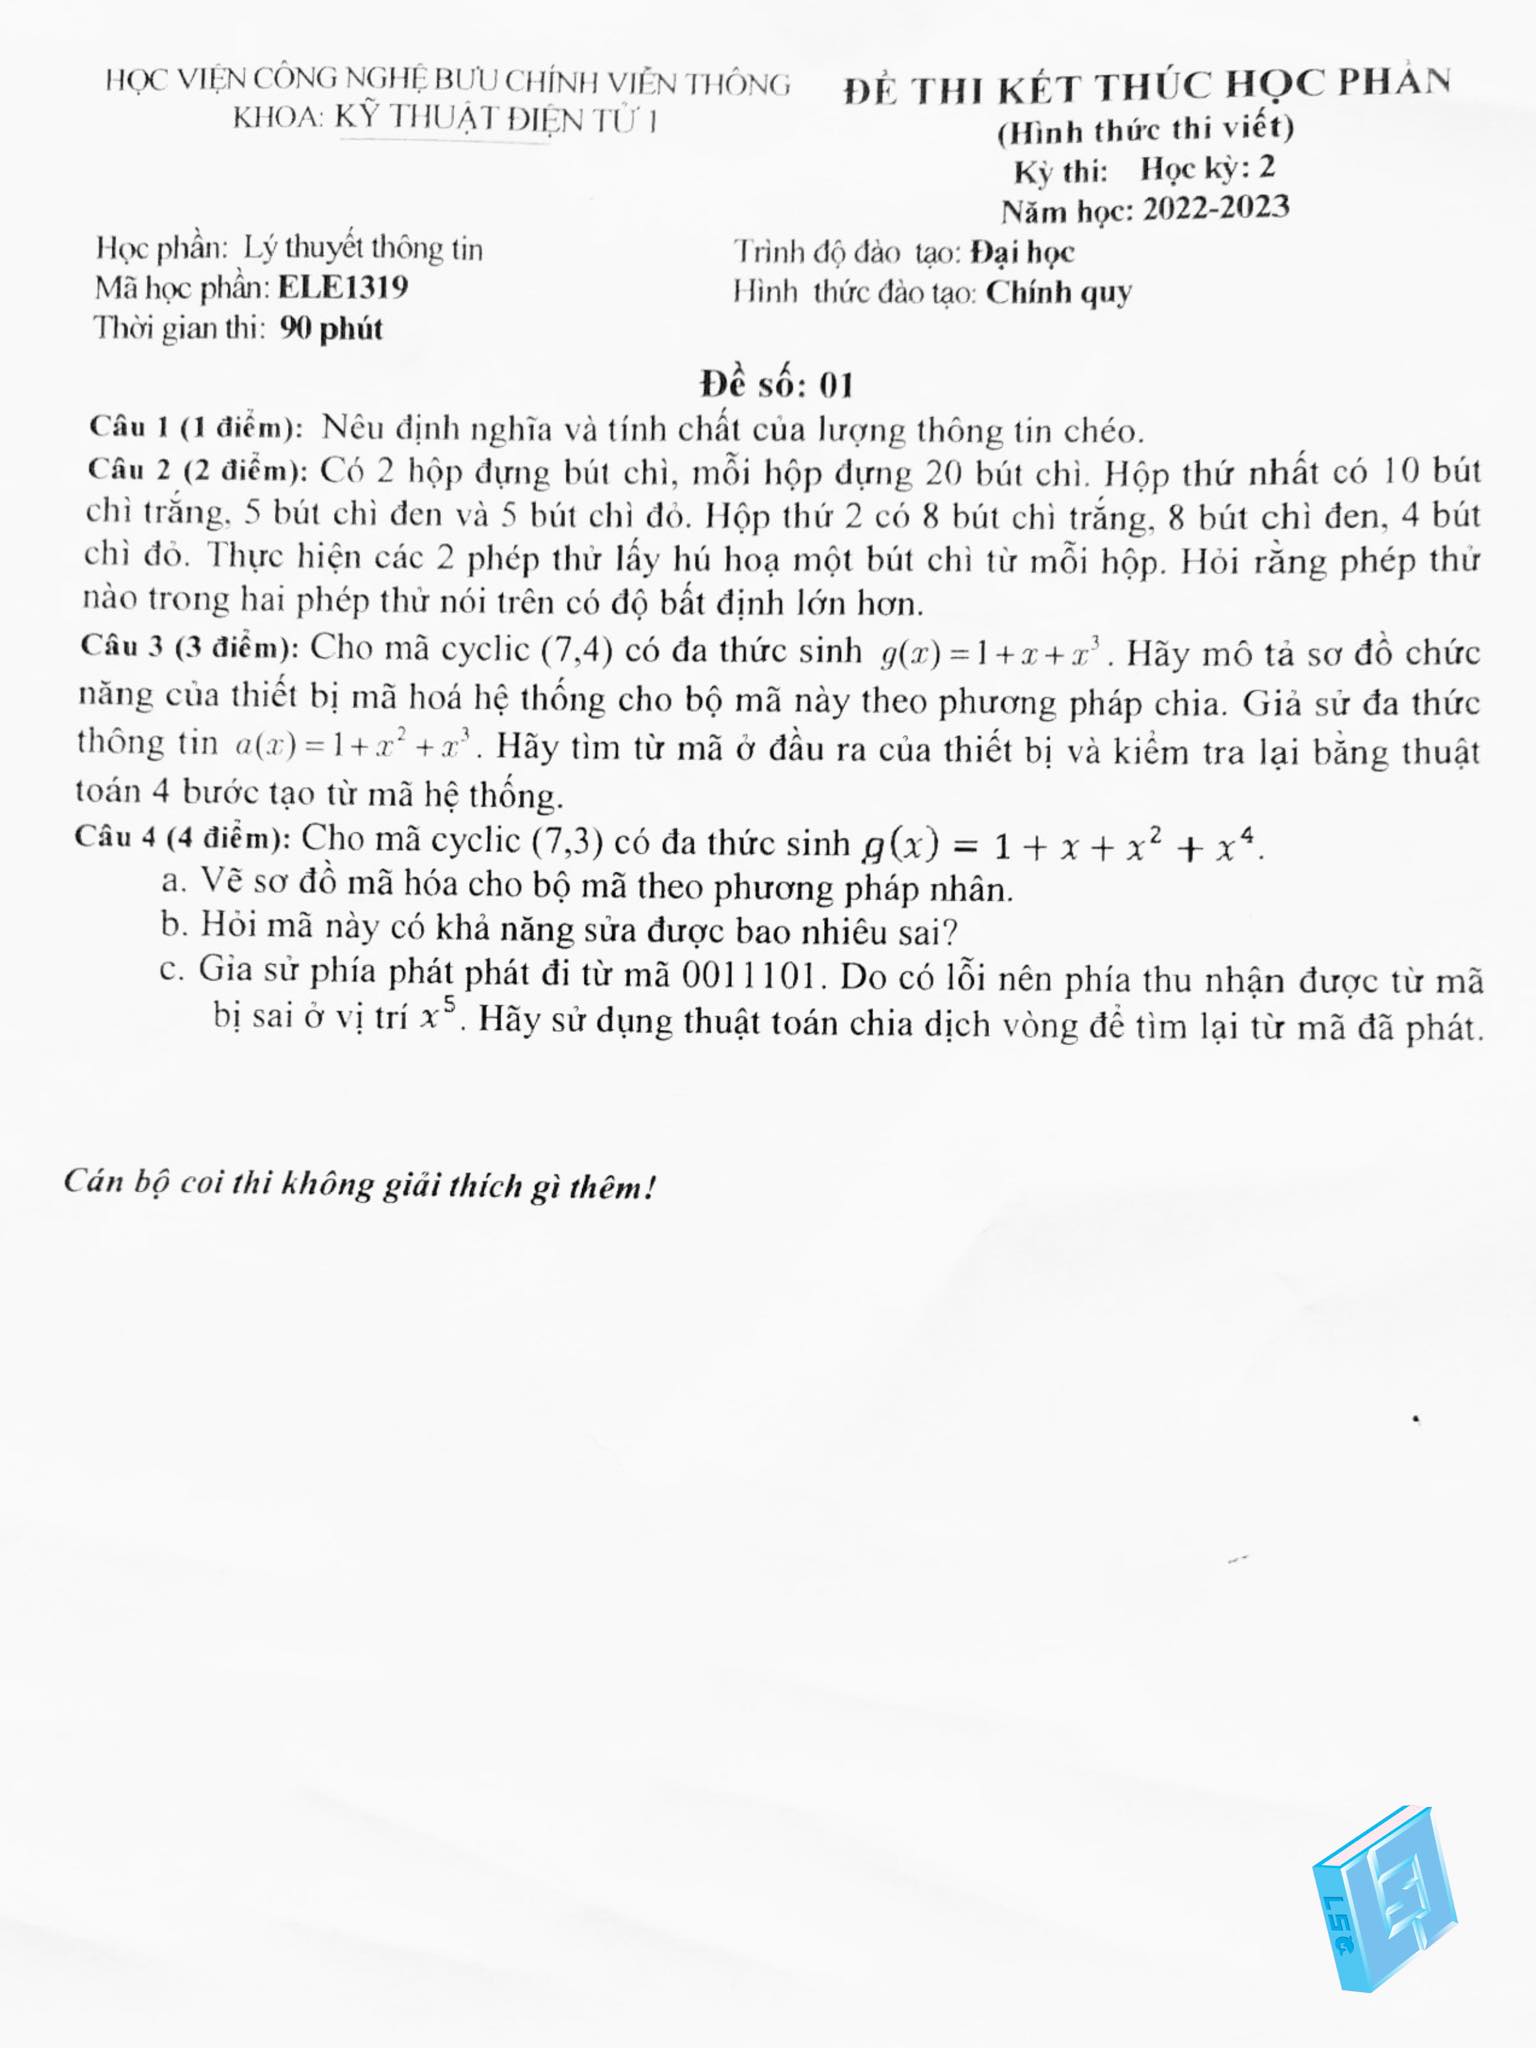 HỌC VIỆN CÔNG NGHỆ BƯU CHÍNH VIỄN THÔNG
KHOA: KỸ THUẬT ĐIỆN TỬ 1
ĐỀ THI KẾT THÚC HỌC PHẦN
(Hình thức thi viết)
Kỳ thi: Học kỳ: 2
Năm học: 2022-2023
Học phần: Lý thuyết thông tin
Mã học phần: ELE1319
Thời gian thi: 90 phút
Trình độ đào tạo: Đại học
Hình thức đào tạo: Chính quy
Đề số: 01
Câu 1 (1 điểm): Nêu định nghĩa và tính chất của lượng thông tin chéo.
Câu 2 (2 điểm): Có 2 hộp đựng bút chì, mỗi hộp đựng 20 bút chì. Hộp thứ nhất có 10 bút
chì trắng, 5 bút chì đen và 5 bút chì đỏ. Hộp thứ 2 có 8 bút chì trắng, 8 bút chì đen, 4 bút
chì đỏ. Thực hiện các 2 phép thử lấy hú hoạ một bút chì từ mỗi hộp. Hỏi rằng phép thử
nào trong hai phép thử nói trên có độ bất định lớn hơn.
Câu 3 (3 điểm): Cho mã cyclic (7,4) có đa thức sinh g(x) = 1 + x + x³. Hãy mô tả sơ đồ chức
năng của thiết bị mã hoá hệ thống cho bộ mã này theo phương pháp chia. Giả sử đa thức
thông tin a(x) = 1 + x² + x³. Hãy tìm từ mã ở đầu ra của thiết bị và kiểm tra lại bằng thuật
toán 4 bước tạo từ mã hệ thống.
Câu 4 (4 điểm): Cho mã cyclic (7,3) có đa thức sinh g(x) = 1 + x + x² + x⁴.
a. Vẽ sơ đồ mã hóa cho bộ mã theo phương pháp nhân.
b. Hỏi mã này có khả năng sửa được bao nhiêu sai?
c. Gỉa sử phía phát phát đi từ mã 0011101. Do có lỗi nên phía thu nhận được từ mã
bị sai ở vị trí x⁵. Hãy sử dụng thuật toán chia dịch vòng để tìm lại từ mã đã phát.
Cán bộ coi thi không giải thích gì thêm!